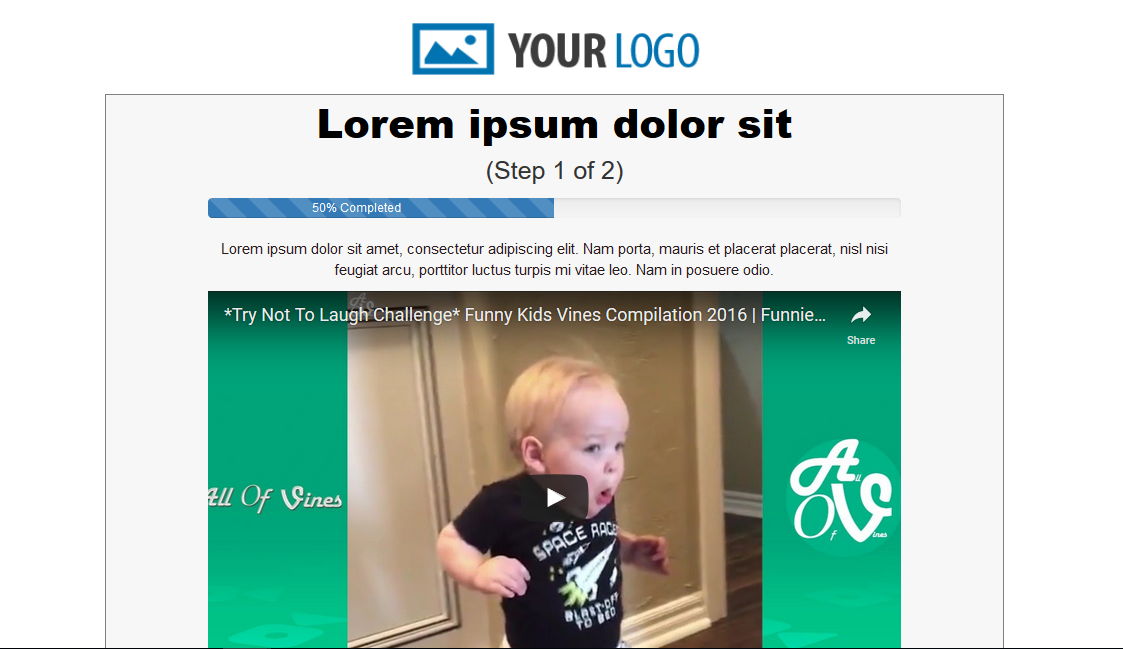 YOUR LOGO
Lorem ipsum dolor sit
(Step 1 of 2)
50% Completed
Lorem ipsum dolor sit amet, consectetur adipiscing elit. Nam porta, mauris et placerat placerat, nisl nisi
feugiat arcu, porttitor luctus turpis mi vitae leo. Nam in posuere odio.
*Try Not To Laugh Challenge* Funny Kids Vines Compilation 2016 | Funnie...
Share
All Of Vines
All
Of Vines
SPACE RACE
BLAST-OFF
TO BED